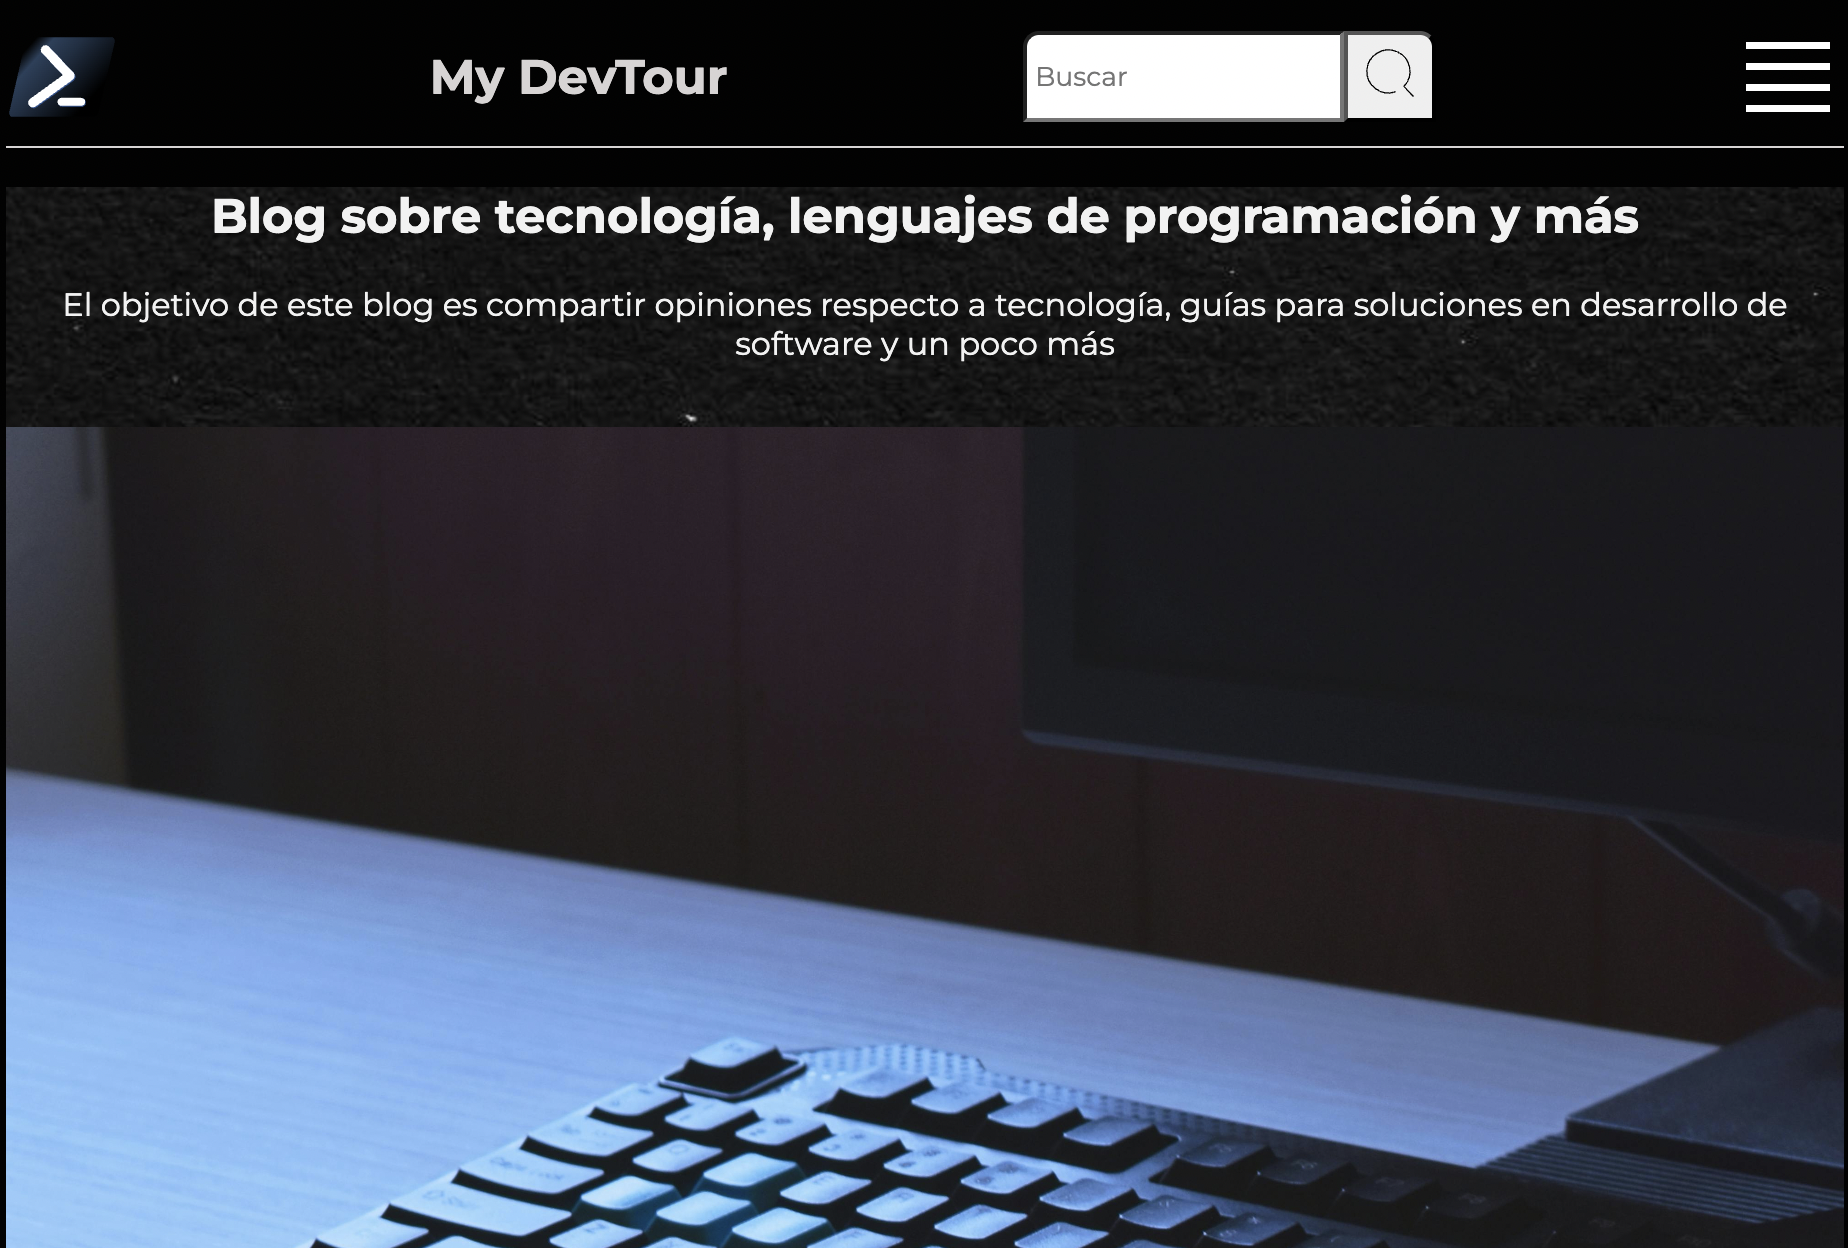 My DevTour
Buscar
Blog sobre tecnología, lenguajes de programación y más
El objetivo de este blog es compartir opiniones respecto a tecnología, guías para soluciones en desarrollo de
software y un poco más